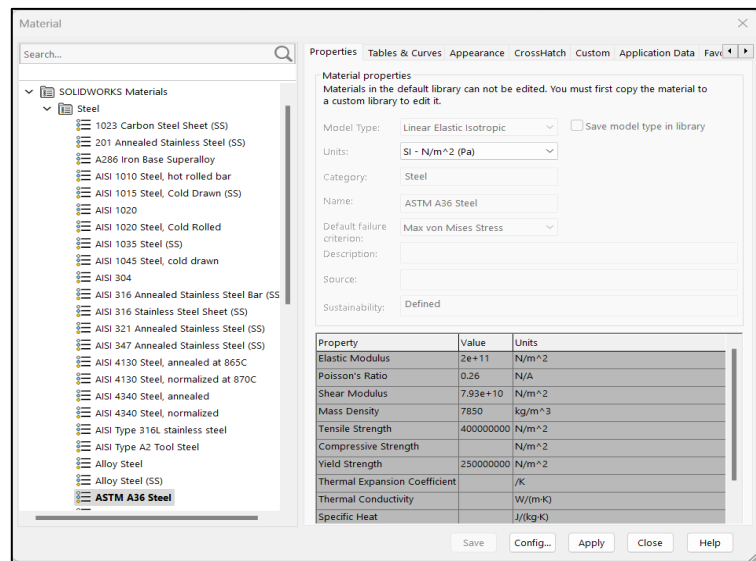 Material
Search...
SOLIDWORKS Materials
Steel
1023 Carbon Steel Sheet (SS)
201 Annealed Stainless Steel (SS)
A286 Iron Base Superalloy
AISI 1010 Steel, hot rolled bar
AISI 1015 Steel, Cold Drawn (SS)
AISI 1020
AISI 1020 Steel, Cold Rolled
AISI 1035 Steel (SS)
AISI 1045 Steel, cold drawn
AISI 304
AISI 316 Annealed Stainless Steel Bar (SS
AISI 316 Stainless Steel Sheet (SS)
AISI 321 Annealed Stainless Steel (SS)
AISI 347 Annealed Stainless Steel (SS)
AISI 4130 Steel, annealed at 865C
AISI 4130 Steel, normalized at 870C
AISI 4340 Steel, annealed
AISI 4340 Steel, normalized
AISI Type 316L stainless steel
AISI Type A2 Tool Steel
Alloy Steel
Alloy Steel (SS)
ASTM A36 Steel
Properties Tables & Curves Appearance CrossHatch Custom Application Data Fav
Material properties
Materials in the default library can not be edited. You must first copy the material to
a custom library to edit it.
Model Type: Linear Elastic Isotropic Save model type in library
Units: SI - N/m^2 (Pa)
Category: Steel
Name: ASTM A36 Steel
Default failure Max von Mises Stress
criterion:
Description:
Source:
Sustainability: Defined
Property Value Units
Elastic Modulus 2e+11 N/m^2
Poisson's Ratio 0.26 N/A
Shear Modulus 7.93e+10 N/m^2
Mass Density 7850 kg/m^3
Tensile Strength 400000000 N/m^2
Compressive Strength N/m^2
Yield Strength 250000000 N/m^2
Thermal Expansion Coefficient /K
Thermal Conductivity W/(m·K)
Specific Heat J/(kg·K)
Save Config... Apply Close Help